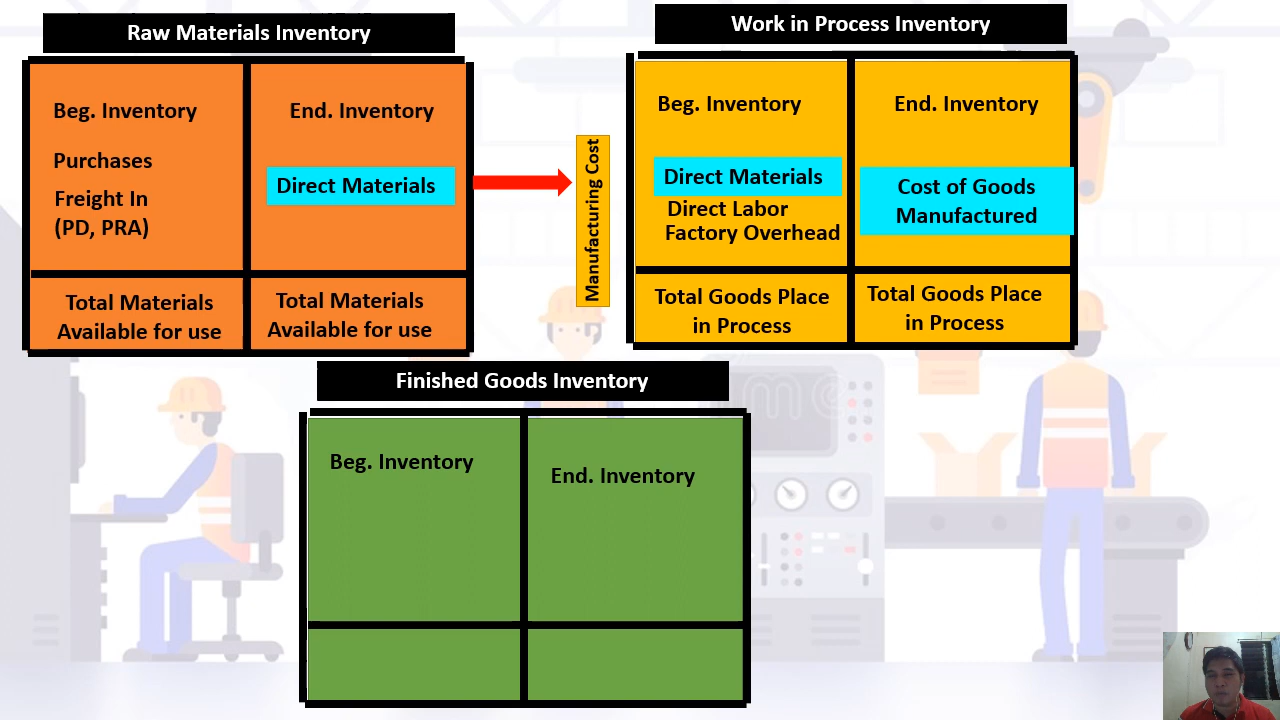 Raw Materials Inventory
Beg. Inventory
Purchases
Freight In
(PD, PRA)
End. Inventory
Direct Materials
Total Materials
Available for use
Total Materials
Available for use
Manufacturing Cost
Work in Process Inventory
Beg. Inventory
Direct Materials
Direct Labor
Factory Overhead
End. Inventory
Cost of Goods
Manufactured
Total Goods Place
in Process
Total Goods Place
in Process
Finished Goods Inventory
Beg. Inventory
End. Inventory